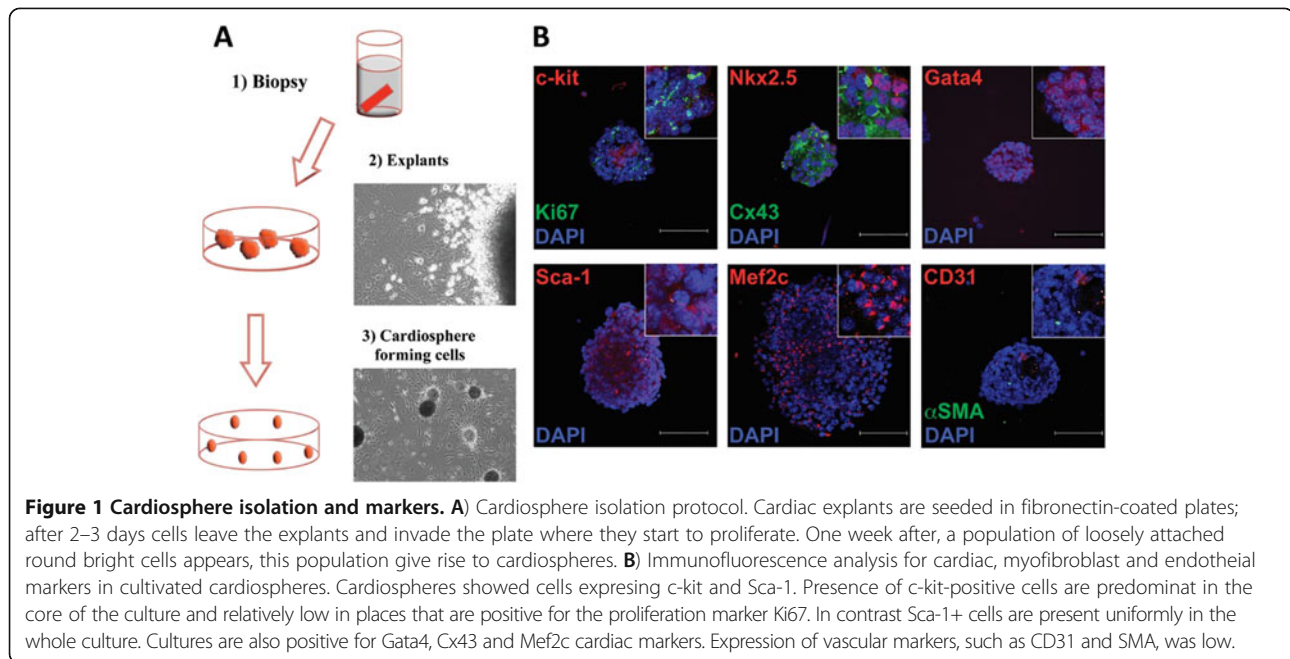 A
1) Biopsy
2) Explants
3) Cardiosphere
forming cells
B
c-kit
Ki67
DAPI
Nkx2.5
Cx43
DAPI
Gata4
DAPI
Sca-1
DAPI
Mef2c
DAPI
CD31
αSMA
DAPI
Figure 1 Cardiosphere isolation and markers. A) Cardiosphere isolation protocol. Cardiac explants are seeded in fibronectin-coated plates;
after 2–3 days cells leave the explants and invade the plate where they start to proliferate. One week after, a population of loosely attached
round bright cells appears, this population give rise to cardiospheres. B) Immunofluorescence analysis for cardiac, myofibroblast and endotheial
markers in cultivated cardiospheres. Cardiospheres showed cells expresing c-kit and Sca-1. Presence of c-kit-positive cells are predominat in the
core of the culture and relatively low in places that are positive for the proliferation marker Ki67. In contrast Sca-1+ cells are present uniformly in the
whole culture. Cultures are also positive for Gata4, Cx43 and Mef2c cardiac markers. Expression of vascular markers, such as CD31 and SMA, was low.